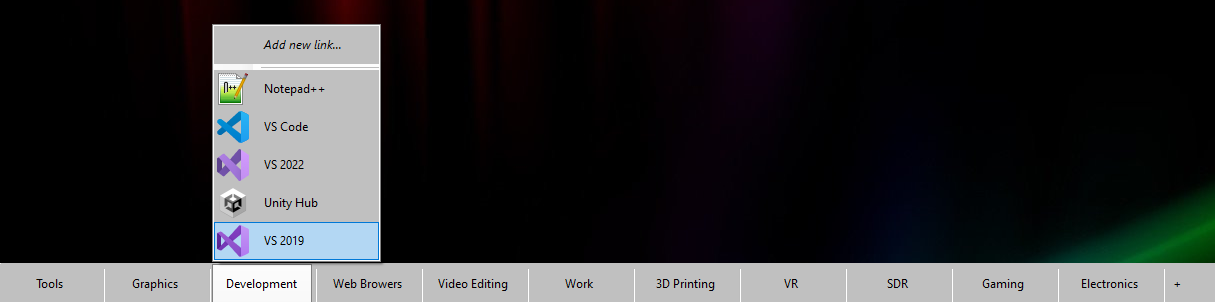 Add new link...
Notepad++
VS Code
VS 2022
Unity Hub
VS 2019
Tools Graphics Development Web Browers Video Editing Work 3D Printing VR SDR Gaming Electronics +